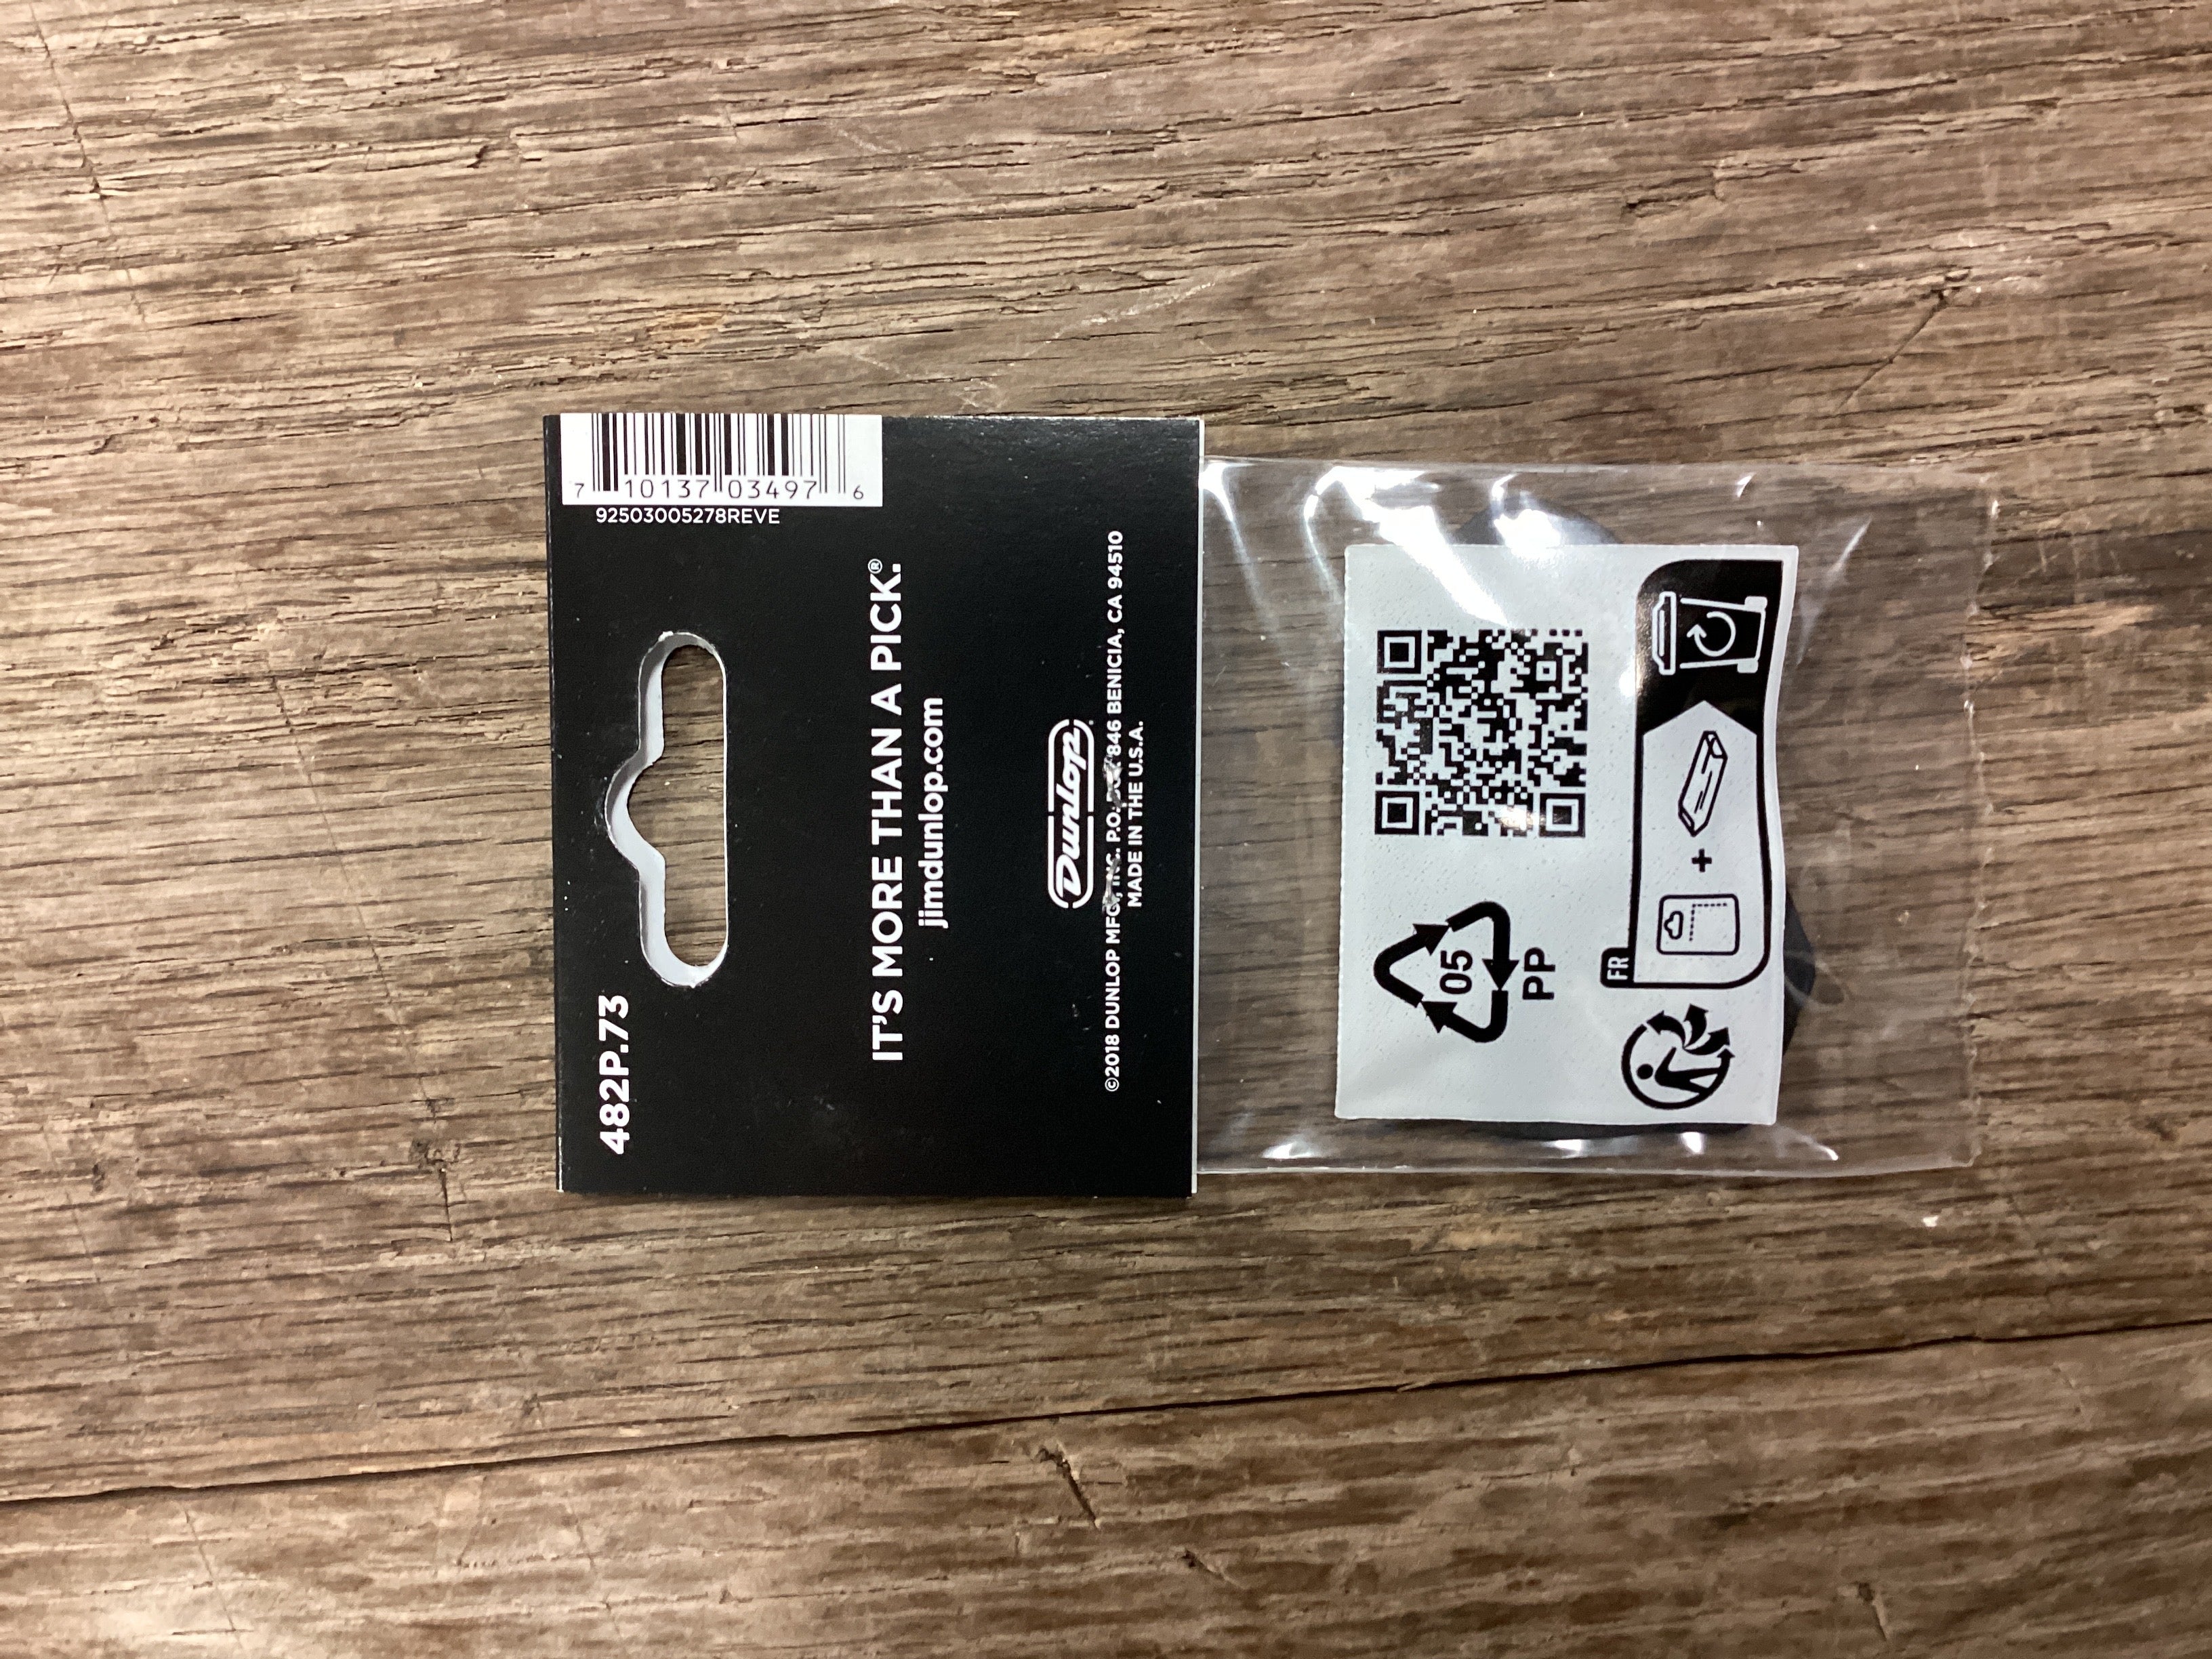 7 10137 03497 6
92503005278REVE
482P.73
IT'S MORE THAN A PICK.®
jimdunlop.com
Dunlop®
©2018 DUNLOP MFG., INC. P.O. BOX 846 BENICIA, CA 94510
MADE IN THE U.S.A.
05
PP
FR
+